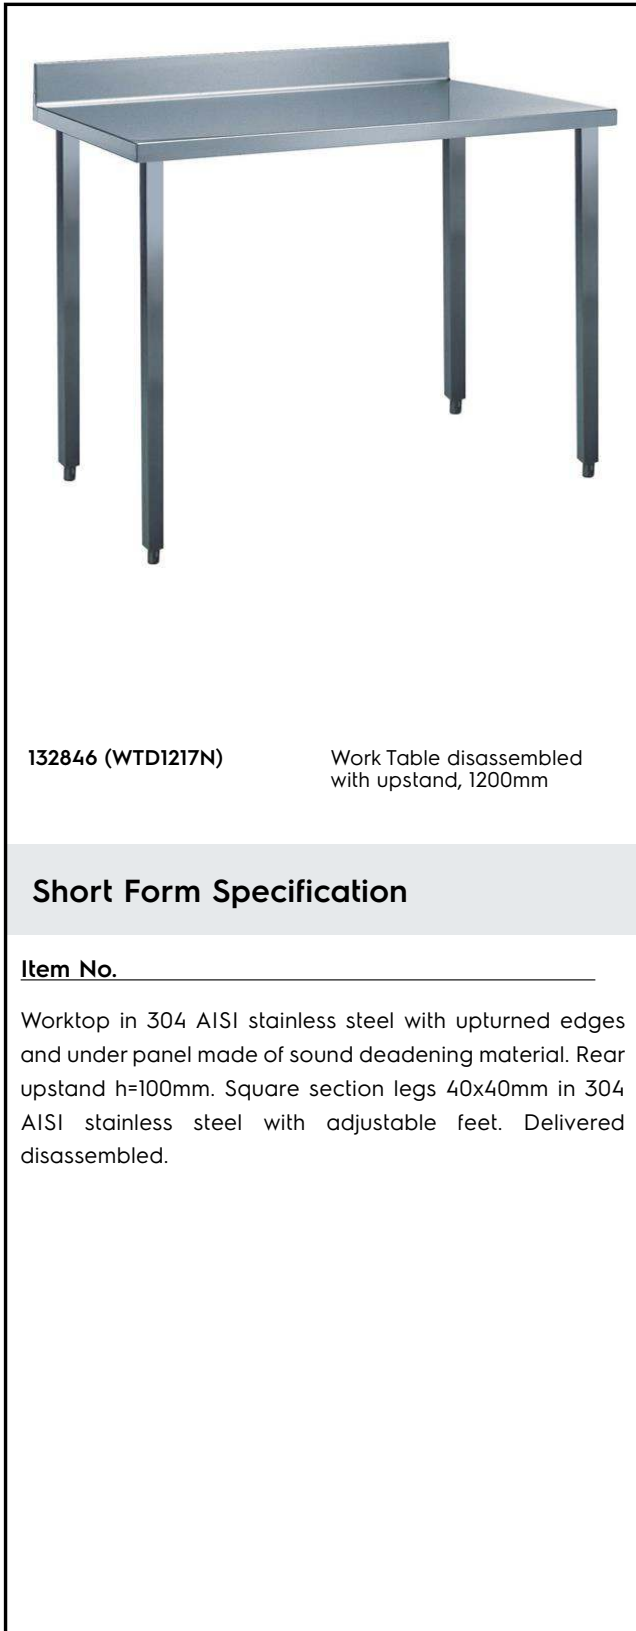 132846 (WTD1217N)
Work Table disassembled
with upstand, 1200mm
Short Form Specification
Item No.
Worktop in 304 AISI stainless steel with upturned edges
and under panel made of sound deadening material. Rear
upstand h=100mm. Square section legs 40x40mm in 304
AISI stainless steel with adjustable feet. Delivered
disassembled.